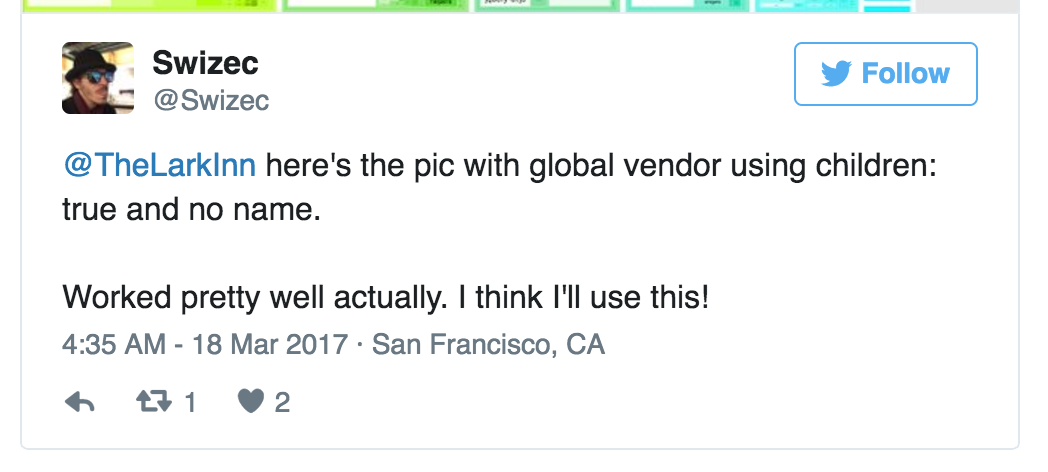 Swizec
@Swizec
Follow
@TheLarkInn here's the pic with global vendor using children:
true and no name.
Worked pretty well actually. I think I'll use this!
4:35 AM - 18 Mar 2017 · San Francisco, CA
1 2